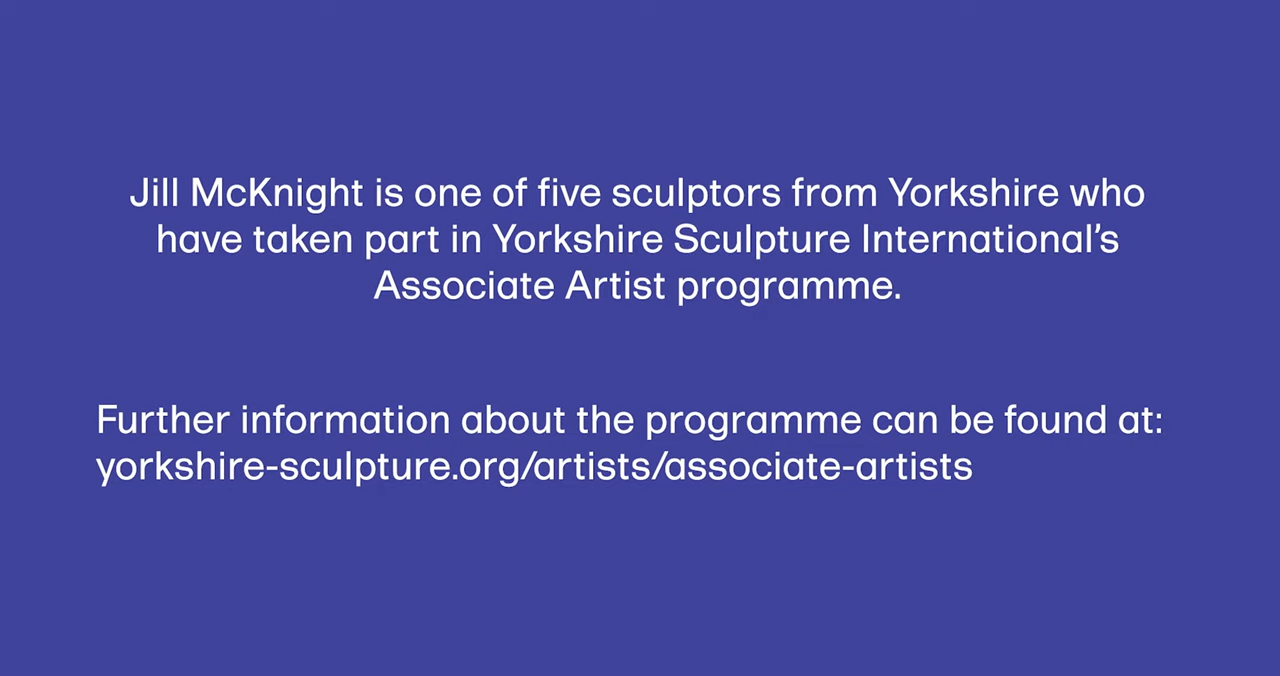 Jill McKnight is one of five sculptors from Yorkshire who
have taken part in Yorkshire Sculpture International’s
Associate Artist programme.
Further information about the programme can be found at:
yorkshire-sculpture.org/artists/associate-artists